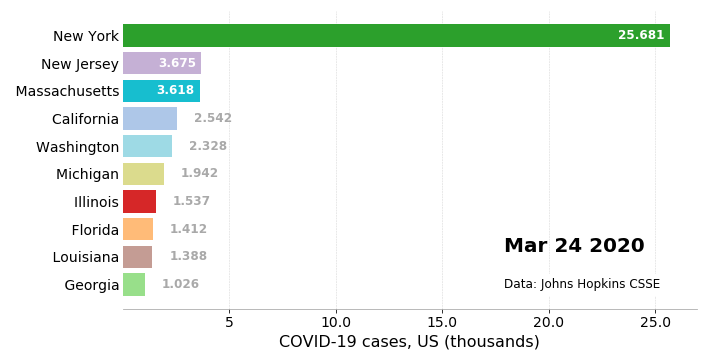 New York 25.681
New Jersey 3.675
Massachusetts 3.618
California 2.542
Washington 2.328
Michigan 1.942
Illinois 1.537
Florida 1.412
Louisiana 1.388
Georgia 1.026
Mar 24 2020
Data: Johns Hopkins CSSE
5 10.0 15.0 20.0 25.0
COVID-19 cases, US (thousands)